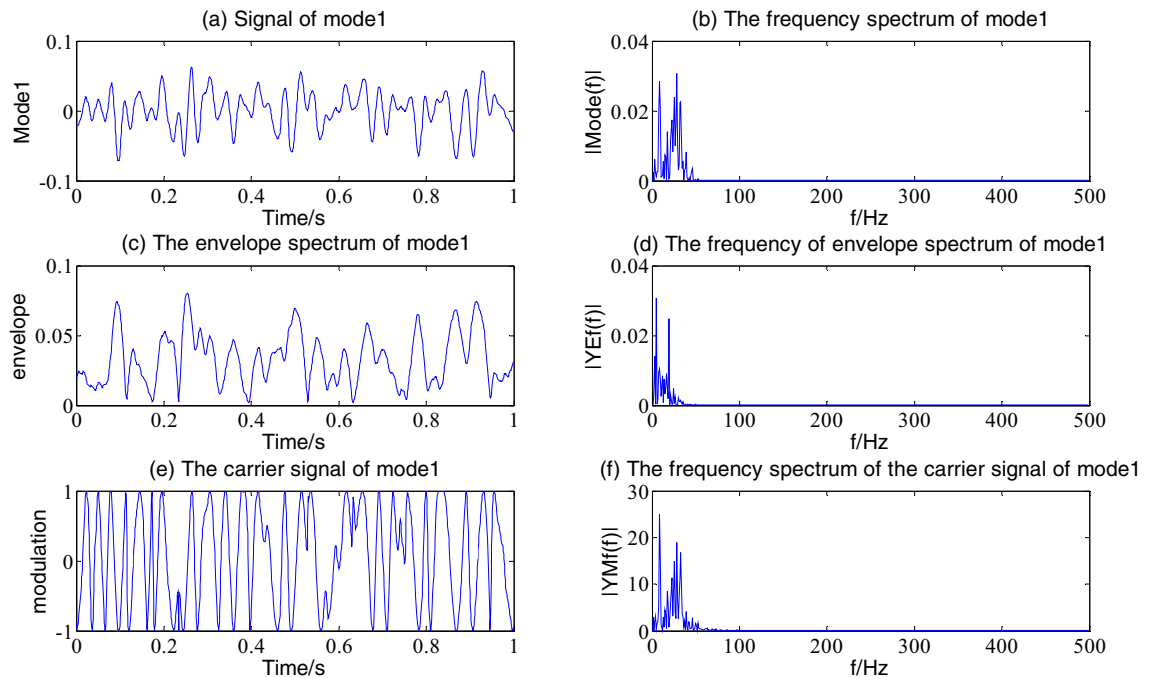 (a) Signal of mode1
0.1
0
-0.1
Mode1
0 0.2 0.4 0.6 0.8 1
Time/s
(b) The frequency spectrum of mode1
0.04
0.02
0
|Mode(f)|
0 100 200 300 400 500
f/Hz
(c) The envelope spectrum of mode1
0.1
0.05
0
envelope
0 0.2 0.4 0.6 0.8 1
Time/s
(d) The frequency of envelope spectrum of mode1
0.04
0.02
0
|YEf(f)|
0 100 200 300 400 500
f/Hz
(e) The carrier signal of mode1
1
0
-1
modulation
0 0.2 0.4 0.6 0.8 1
Time/s
(f) The frequency spectrum of the carrier signal of mode1
30
20
10
0
|YMf(f)|
0 100 200 300 400 500
f/Hz